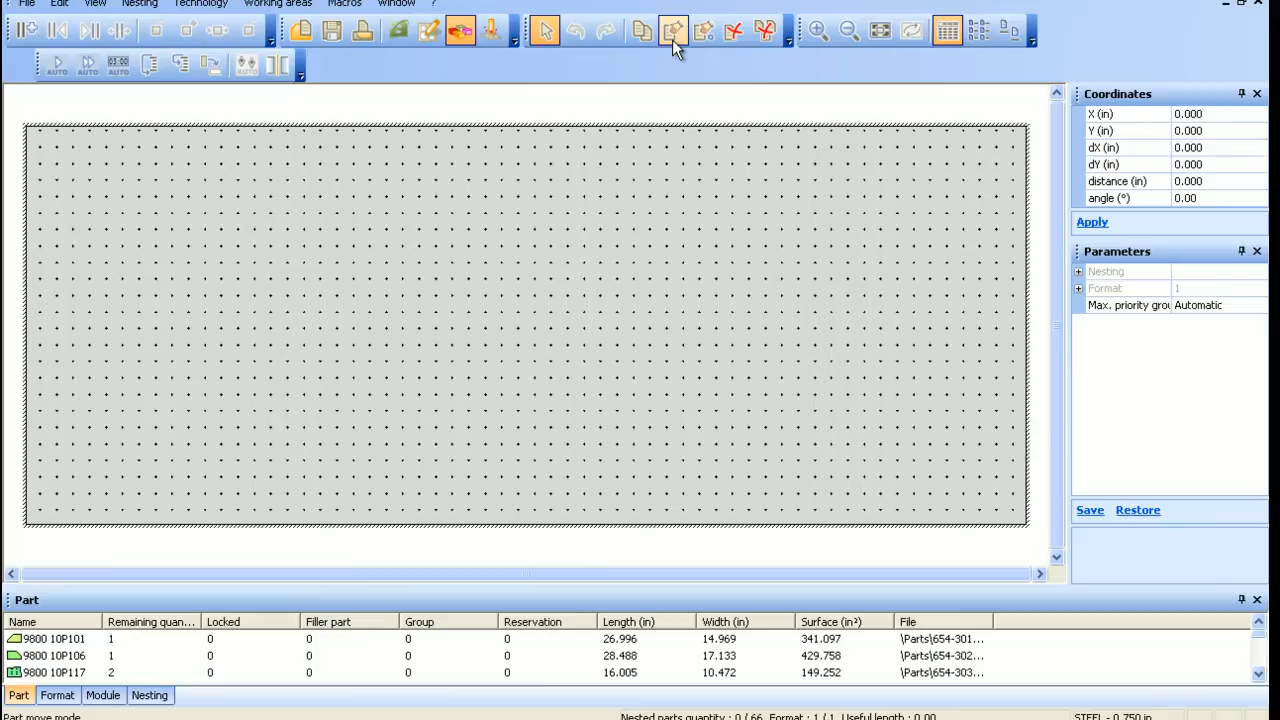 File Edit View Nesting Technology Working areas Macros Window ?
AUTO AUTO 03:00 AUTO AUTO
Coordinates
X (in) 0.000
Y (in) 0.000
dX (in) 0.000
dY (in) 0.000
distance (in) 0.000
angle (°) 0.00
Apply
Parameters
Nesting
Format 1
Max. priority grou Automatic
Save Restore
Part
Name Remaining quan... Locked Filler part Group Reservation Length (in) Width (in) Surface (in²) File
9800 10P101 1 0 0 0 0 26.996 14.969 341.097 \Parts\654-301...
9800 10P106 1 0 0 0 0 28.488 17.133 429.758 \Parts\654-302...
9800 10P117 2 0 0 0 0 16.005 10.472 149.252 \Parts\654-303...
Part Format Module Nesting
Part move mode Nested parts quantity : 0 / 66 Format : 1 / 1 Useful length : 0.00 STEEL - 0.750 in